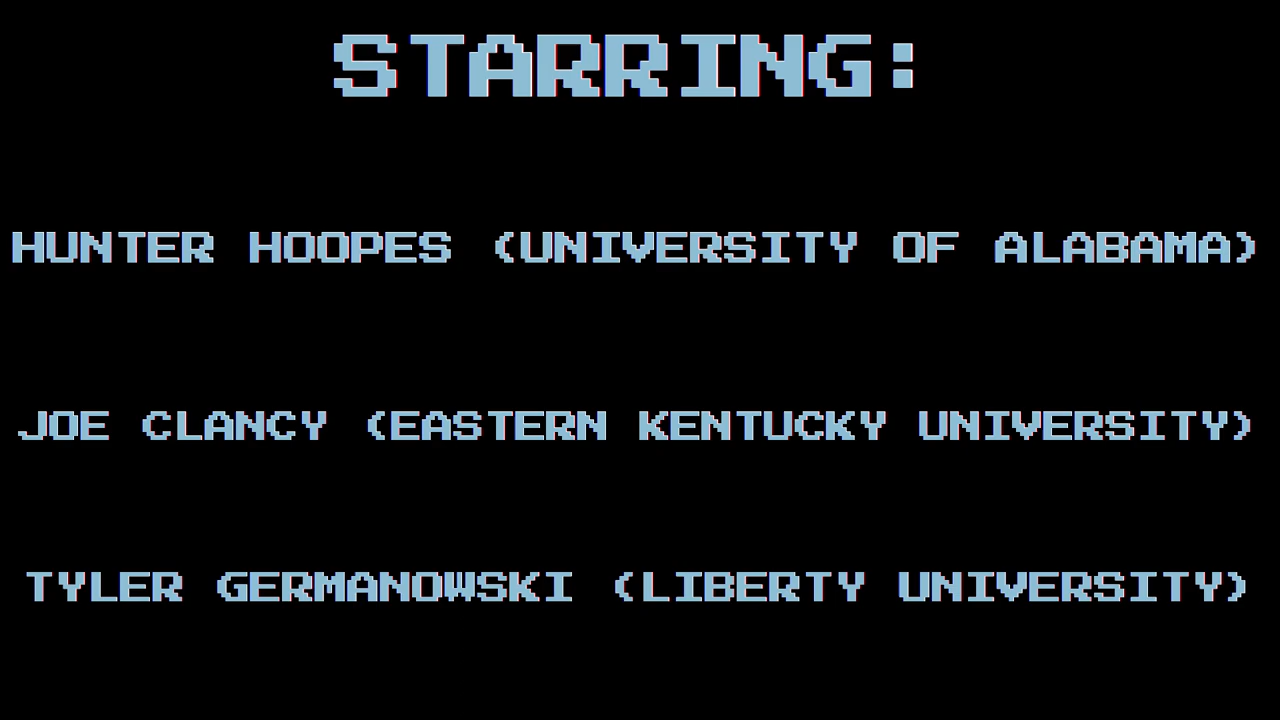 STARRING:
HUNTER HOOPES (UNIVERSITY OF ALABAMA)
JOE CLANCY (EASTERN KENTUCKY UNIVERSITY)
TYLER GERMANOWSKI (LIBERTY UNIVERSITY)